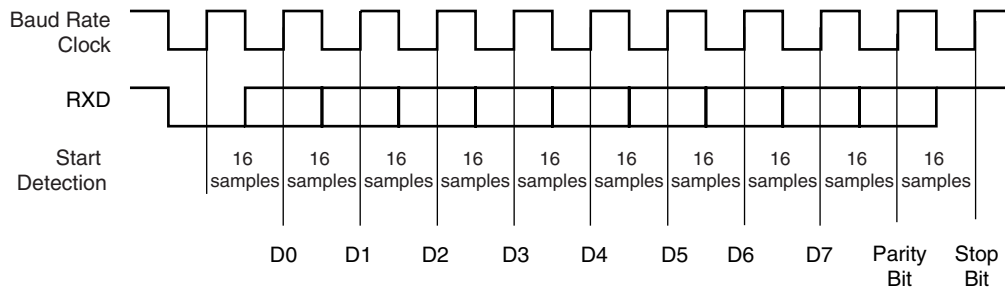 Baud Rate
Clock
RXD
Start
Detection
16 16 16 16 16 16 16 16 16 16
samples samples samples samples samples samples samples samples samples samples
D0 D1 D2 D3 D4 D5 D6 D7 Parity Stop
Bit Bit